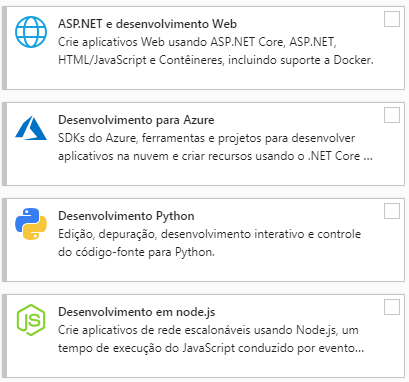 ASP.NET e desenvolvimento Web
Crie aplicativos Web usando ASP.NET Core, ASP.NET,
HTML/JavaScript e Contêineres, incluindo suporte a Docker.
Desenvolvimento para Azure
SDKs do Azure, ferramentas e projetos para desenvolver
aplicativos na nuvem e criar recursos usando o .NET Core ...
Desenvolvimento Python
Edição, depuração, desenvolvimento interativo e controle
do código-fonte para Python.
JS
Desenvolvimento em node.js
Crie aplicativos de rede escalonáveis usando Node.js, um
tempo de execução do JavaScript conduzido por evento...